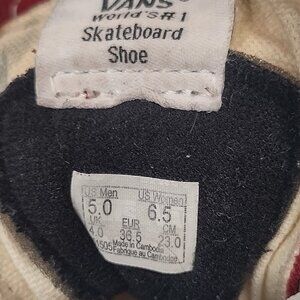 VANS
World's #1
Skateboard
Shoe
US Men US Women
5.0 6.5
UK EUR CM
4.0 36.5 23.0
Made in Cambodia
Fabrique au Cambodge